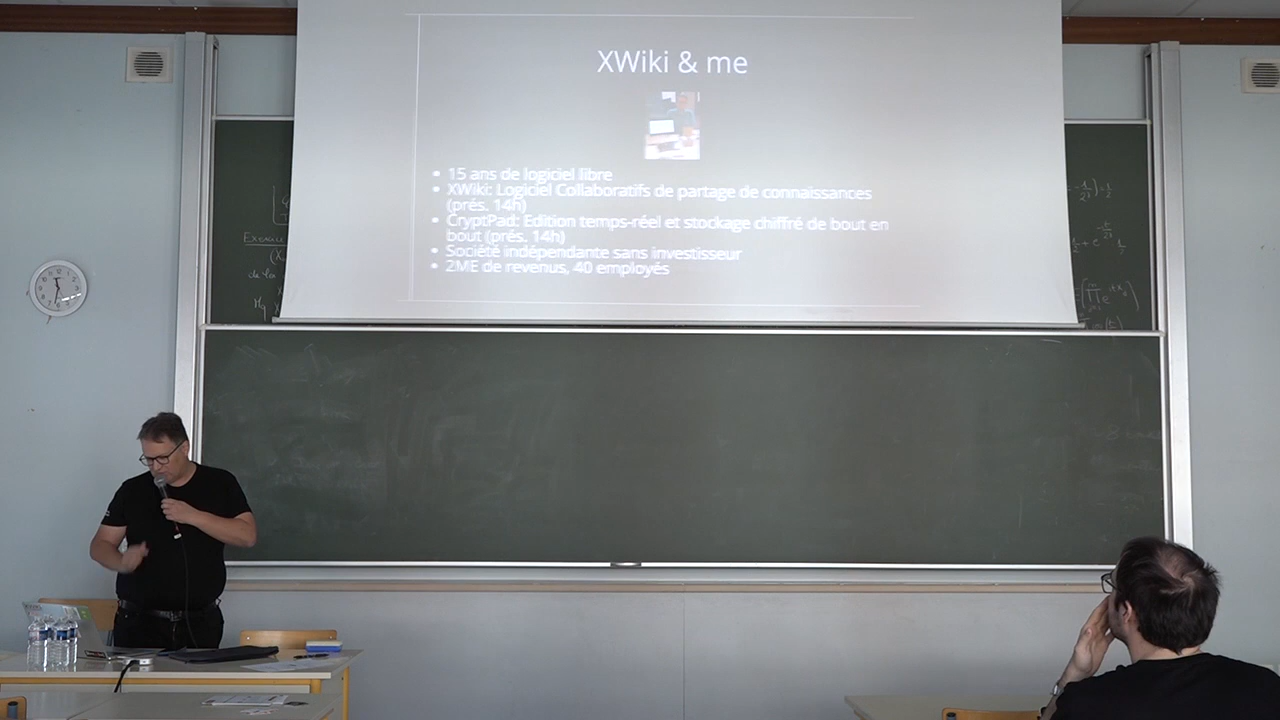 XWiki & me
• 15 ans de logiciel libre
• XWiki: Logiciel Collaboratifs de partage de connaissances
(prés. 14h)
• CryptPad: Edition temps-réel et stockage chiffré de bout en
bout (prés. 14h)
• Société indépendante sans investisseur
• 2ME de revenus, 40 employés
de la